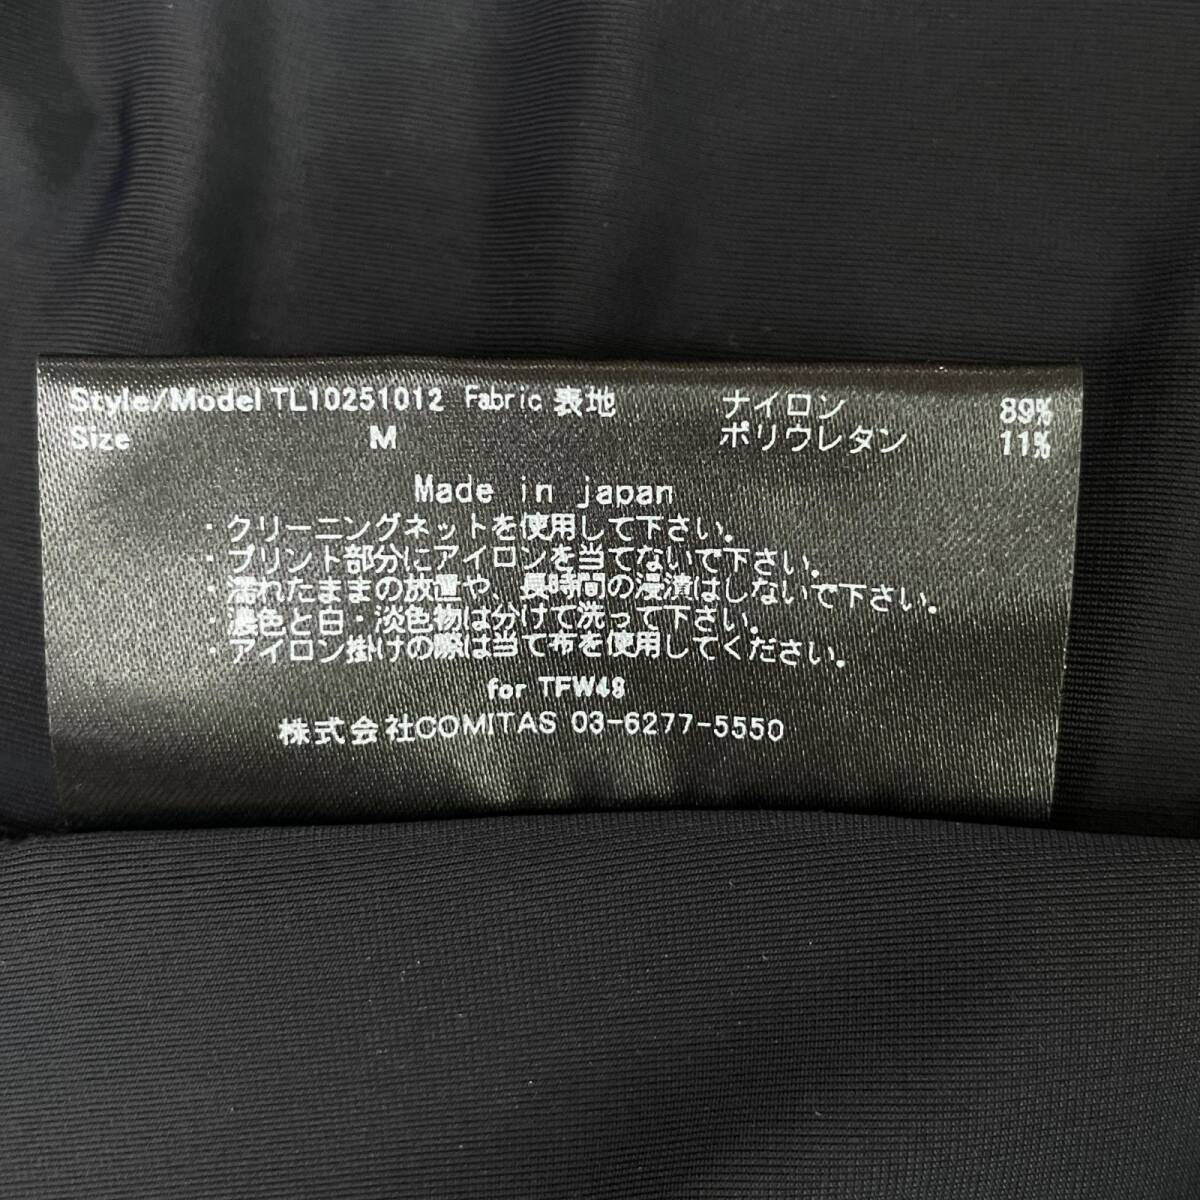 Style/Model TL10251012 Fabric 表地 ナイロン 89%
Size M ポリウレタン 11%
Made in japan
・クリーニングネットを使用して下さい。
・プリント部分にアイロンを当てないで下さい。
・濡れたままの放置や、長時間の浸漬はしないで下さい。
・濃色と白・淡色物は分けて洗って下さい。
・アイロン掛けの際は当て布を使用してください。
for TFW49
株式会社COMITAS 03-6277-5550